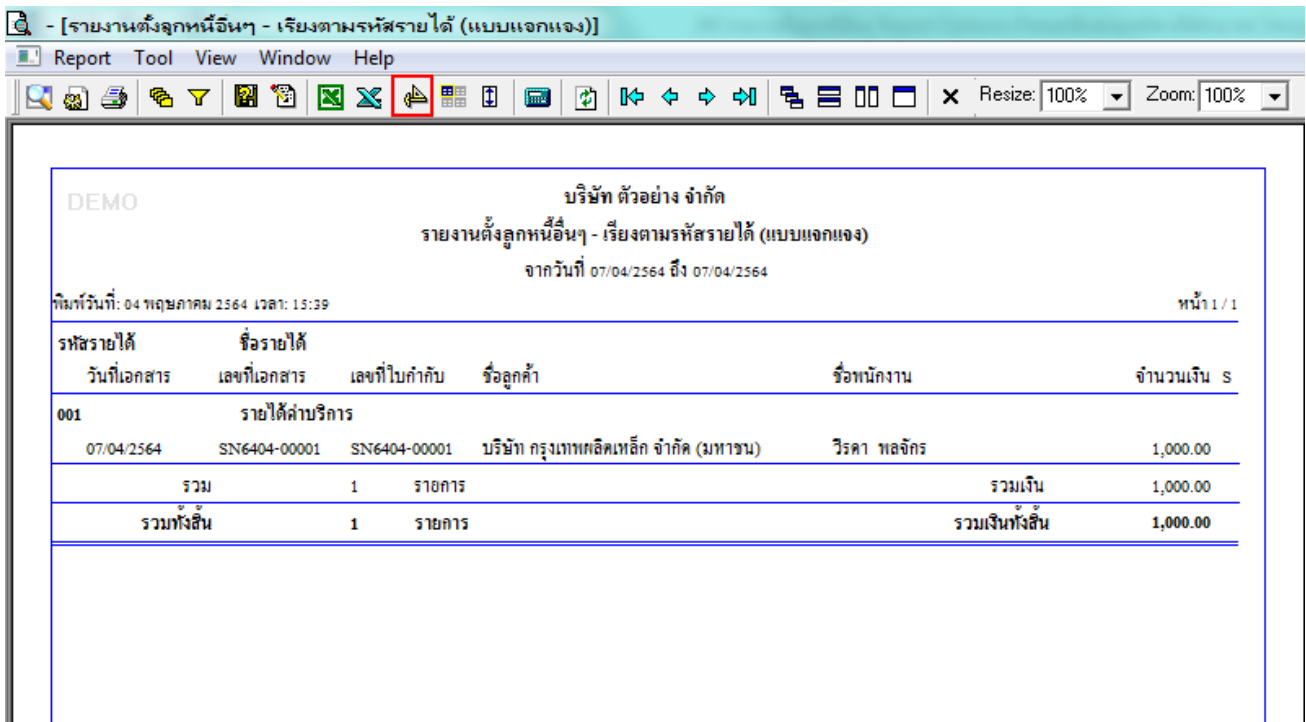 - [รายงานตั้งลูกหนี้อื่นๆ - เรียงตามรหัสรายได้ (แบบแจกแจง)]
Report Tool View Window Help
Resize: 100% Zoom: 100%
DEMO
บริษัท ตัวอย่าง จำกัด
รายงานตั้งลูกหนี้อื่นๆ - เรียงตามรหัสรายได้ (แบบแจกแจง)
จากวันที่ 07/04/2564 ถึง 07/04/2564
พิมพ์วันที่: 04 พฤษภาคม 2564 เวลา: 15:39 หน้า 1 / 1
รหัสรายได้ ชื่อรายได้
วันที่เอกสาร เลขที่เอกสาร เลขที่ใบกำกับ ชื่อลูกค้า ชื่อพนักงาน จำนวนเงิน S
001 รายได้ค่าบริการ
07/04/2564 SN6404-00001 SN6404-00001 บริษัท กรุงเทพผลิตเหล็ก จำกัด (มหาชน) วิรดา พลจักร 1,000.00
รวม 1 รายการ รวมเงิน 1,000.00
รวมทั้งสิ้น 1 รายการ รวมเงินทั้งสิ้น 1,000.00